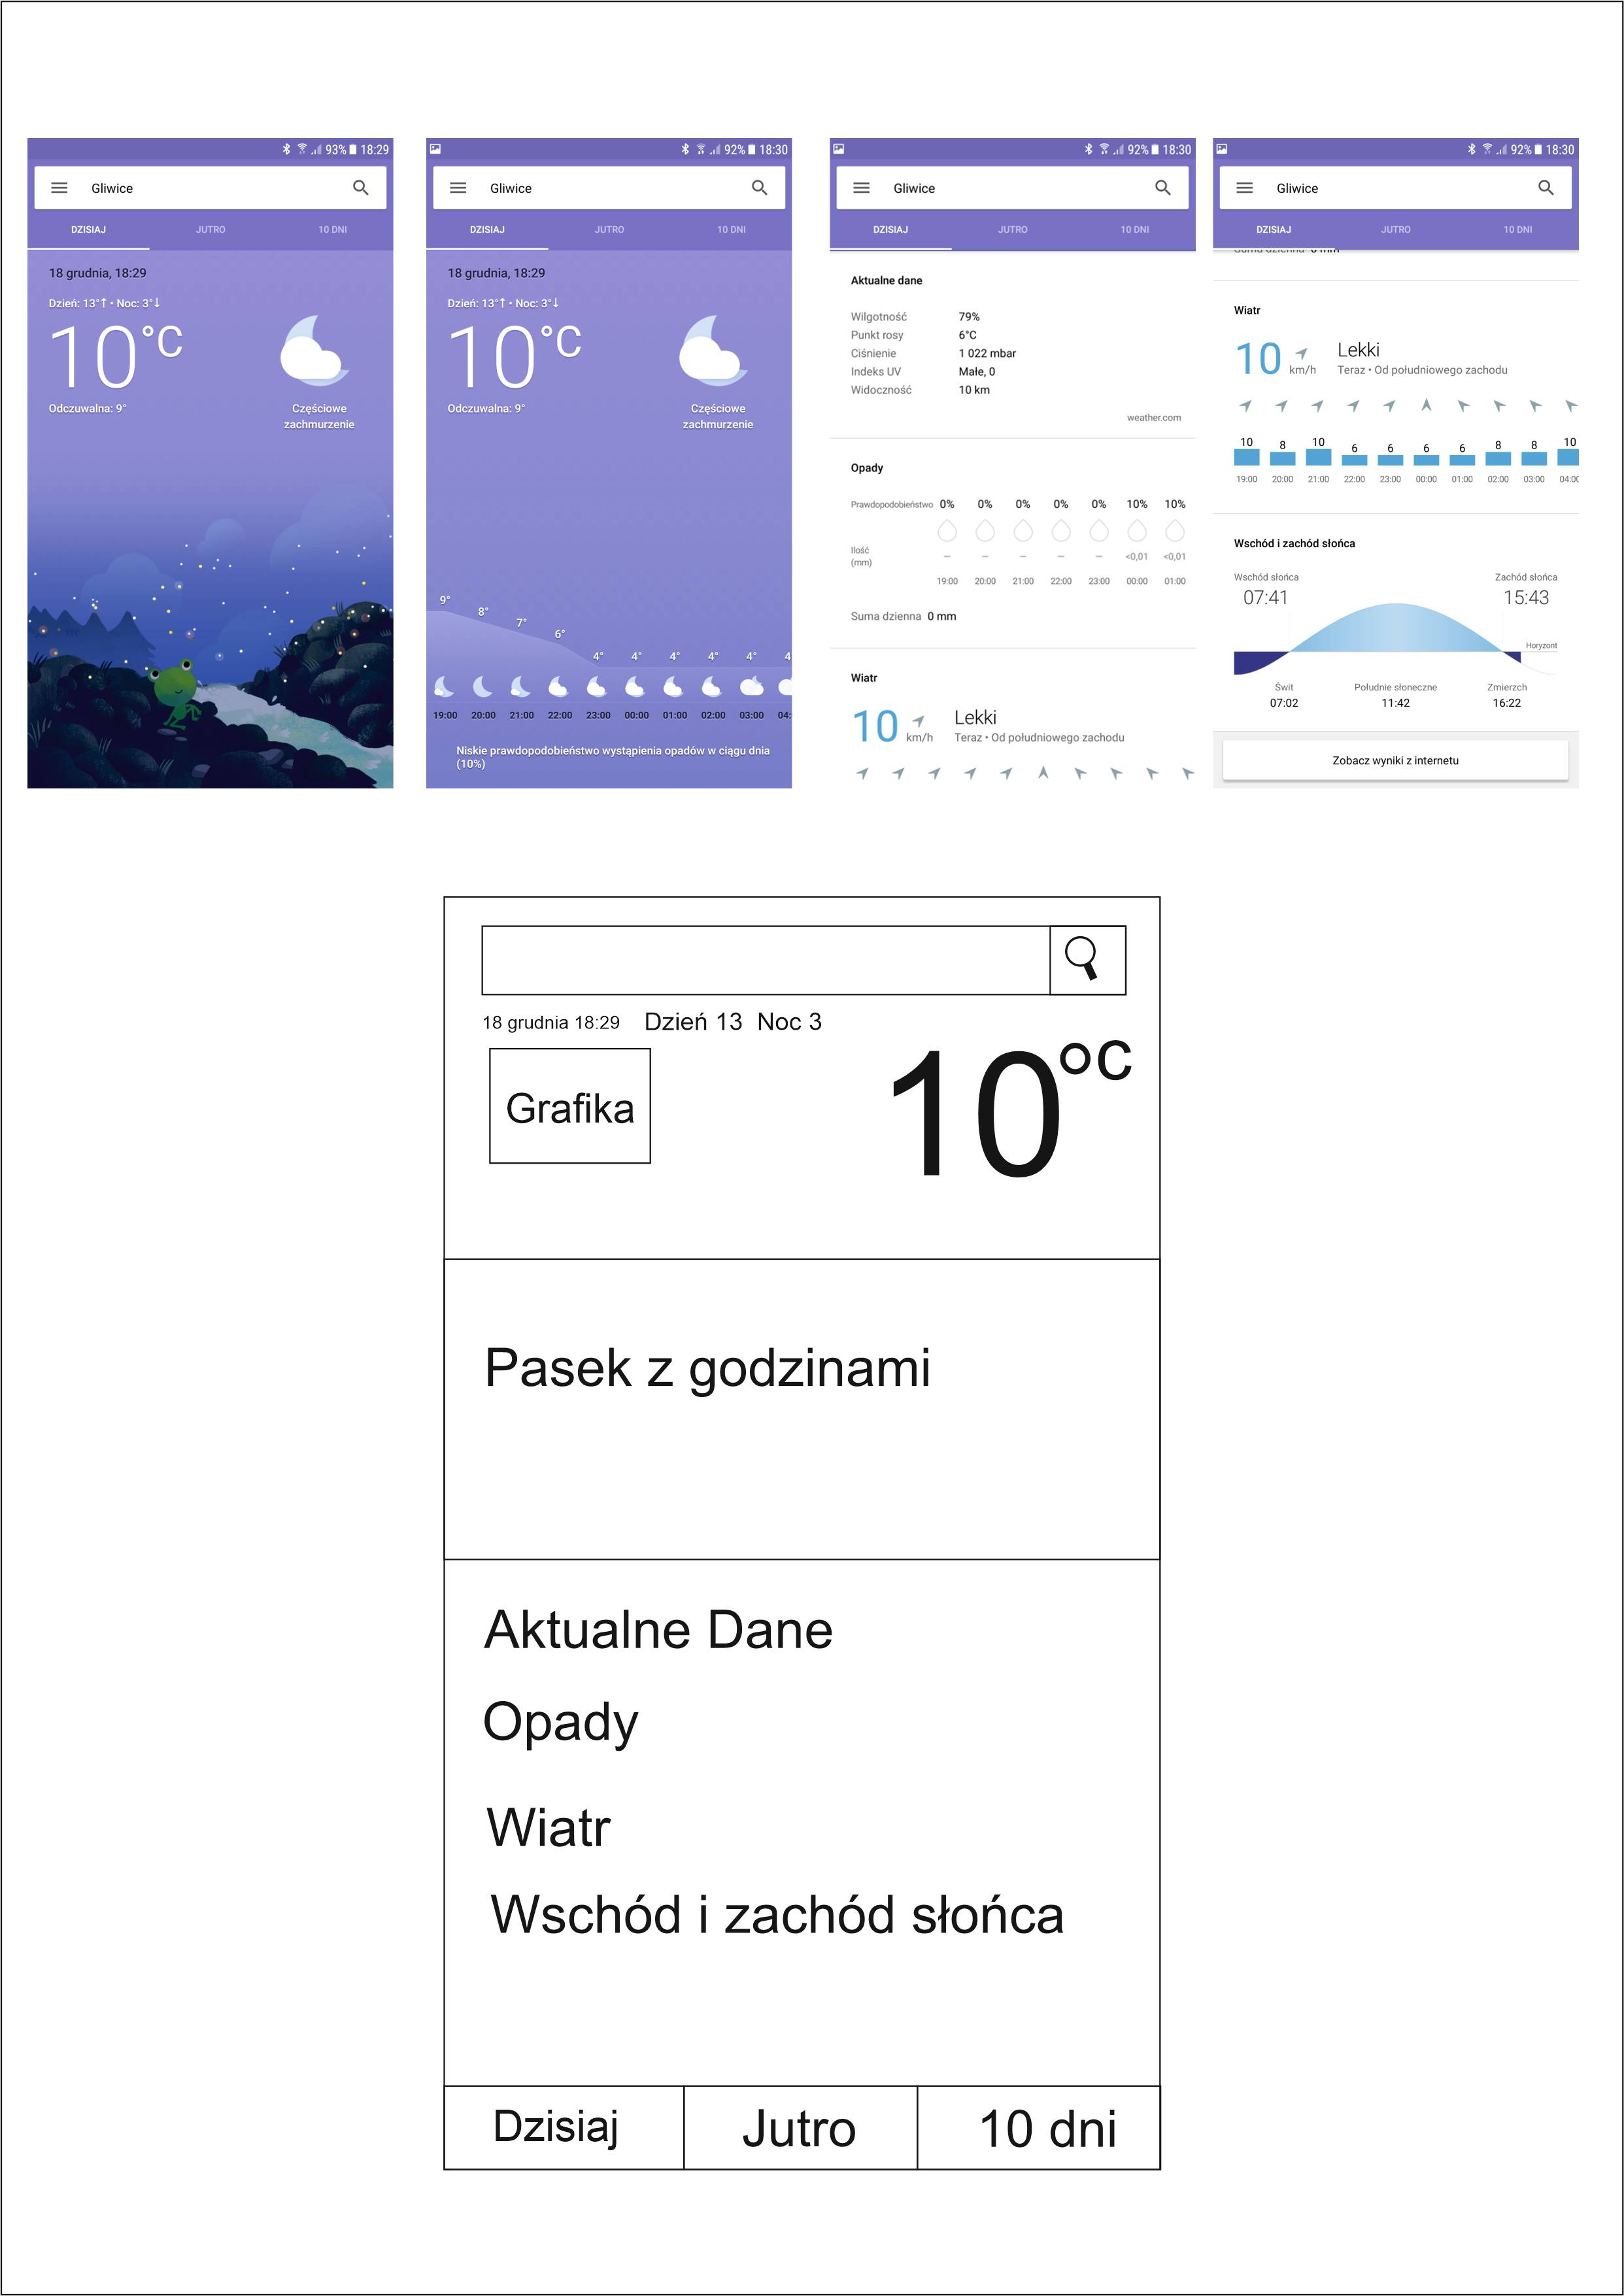 93% 18:29
Gliwice
DZISIAJ JUTRO 10 DNI
18 grudnia, 18:29
Dzień: 13°↑ • Noc: 3°↓
10°C
Odczuwalna: 9°
Częściowe
zachmurzenie
92% 18:30
Gliwice
DZISIAJ JUTRO 10 DNI
18 grudnia, 18:29
Dzień: 13°↑ • Noc: 3°↓
10°C
Odczuwalna: 9°
Częściowe
zachmurzenie
9° 8° 7° 6° 4° 4° 4° 4° 4° 4
19:00 20:00 21:00 22:00 23:00 00:00 01:00 02:00 03:00 04:
Niskie prawdopodobieństwo wystąpienia opadów w ciągu dnia
(10%)
92% 18:30
Gliwice
DZISIAJ JUTRO 10 DNI
Aktualne dane
Wilgotność 79%
Punkt rosy 6°C
Ciśnienie 1 022 mbar
Indeks UV Małe, 0
Widoczność 10 km
weather.com
Opady
Prawdopodobieństwo 0% 0% 0% 0% 0% 10% 10%
Ilość
(mm) – – – – – <0,01 <0,01
19:00 20:00 21:00 22:00 23:00 00:00 01:00
Suma dzienna 0 mm
Wiatr
10 km/h Lekki
Teraz • Od południowego zachodu
92% 18:30
Gliwice
DZISIAJ JUTRO 10 DNI
Suma dzienna 0 mm
Wiatr
10 km/h Lekki
Teraz • Od południowego zachodu
10 8 10 6 6 6 6 8 8 10
19:00 20:00 21:00 22:00 23:00 00:00 01:00 02:00 03:00 04:00
Wschód i zachód słońca
Wschód słońca Zachód słońca
07:41 15:43
Horyzont
Świt Południe słoneczne Zmierzch
07:02 11:42 16:22
Zobacz wyniki z internetu
18 grudnia 18:29 Dzień 13 Noc 3
Grafika 10°C
Pasek z godzinami
Aktualne Dane
Opady
Wiatr
Wschód i zachód słońca
Dzisiaj Jutro 10 dni